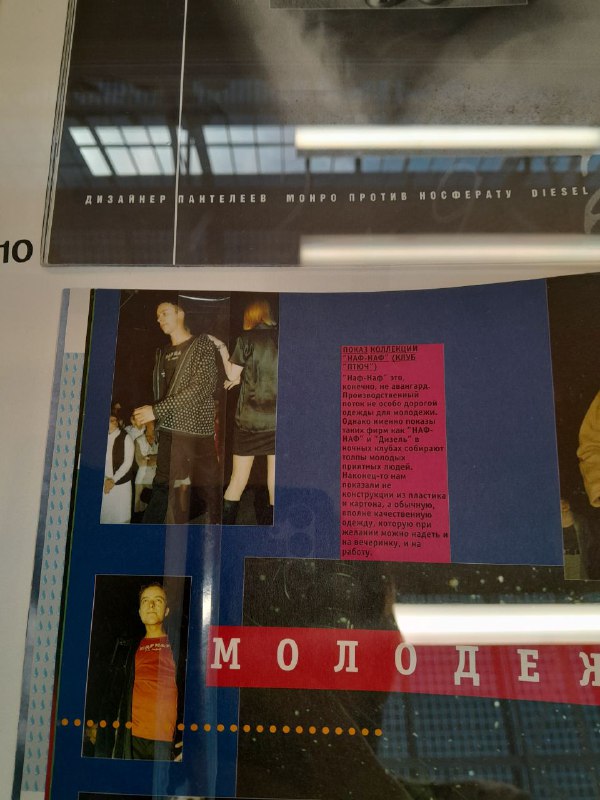 ДИЗАЙНЕР ПАНТЕЛЕЕВ МОНРО ПРОТИВ НОСФЕРАТУ DIESEL
10
ПОКАЗ КОЛЛЕКЦИИ
"НАФ-НАФ" (КЛУБ
"ПТЮЧ")
"Наф-Наф" это,
конечно, не авангард.
Производственный
поток не особо дорогой
одежды для молодежи.
Однако именно показы
таких фирм как "НАФ-
НАФ" и "Дизель" в
ночных клубах собирают
толпы молодых
приятных людей.
Наконец-то нам
показали не
конструкции из пластика
и картона, а обычную,
вполне качественную
одежду, которую при
желании можно надеть и
на вечеринку, и на
работу.
МОЛОДЕЖ